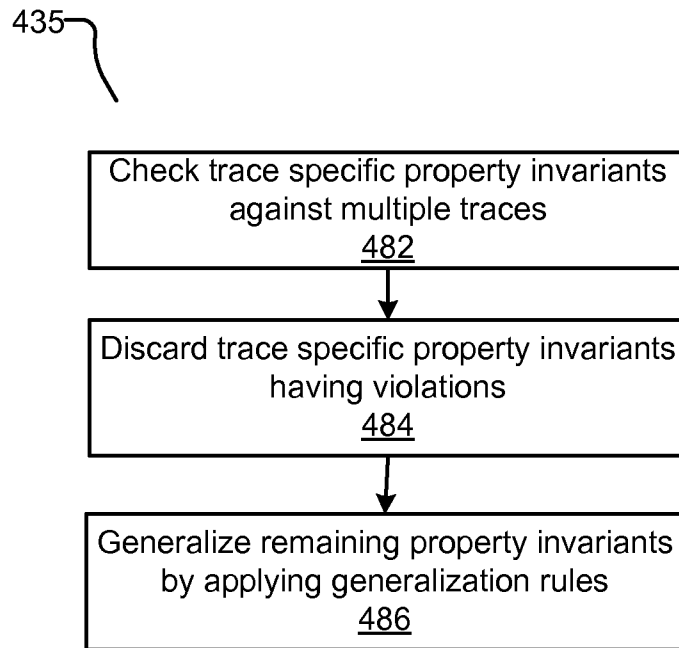 435
Check trace specific property invariants
against multiple traces
482
Discard trace specific property invariants
having violations
484
Generalize remaining property invariants
by applying generalization rules
486